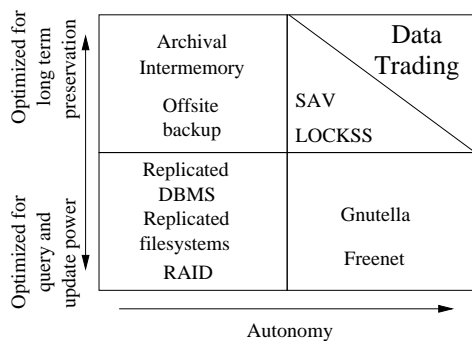 Optimized for
long term
preservation
Archival
Intermemory
Offsite
backup
Data
Trading
SAV
LOCKSS
Optimized for
query and
update power
Replicated
DBMS
Replicated
filesystems
RAID
Gnutella
Freenet
Autonomy